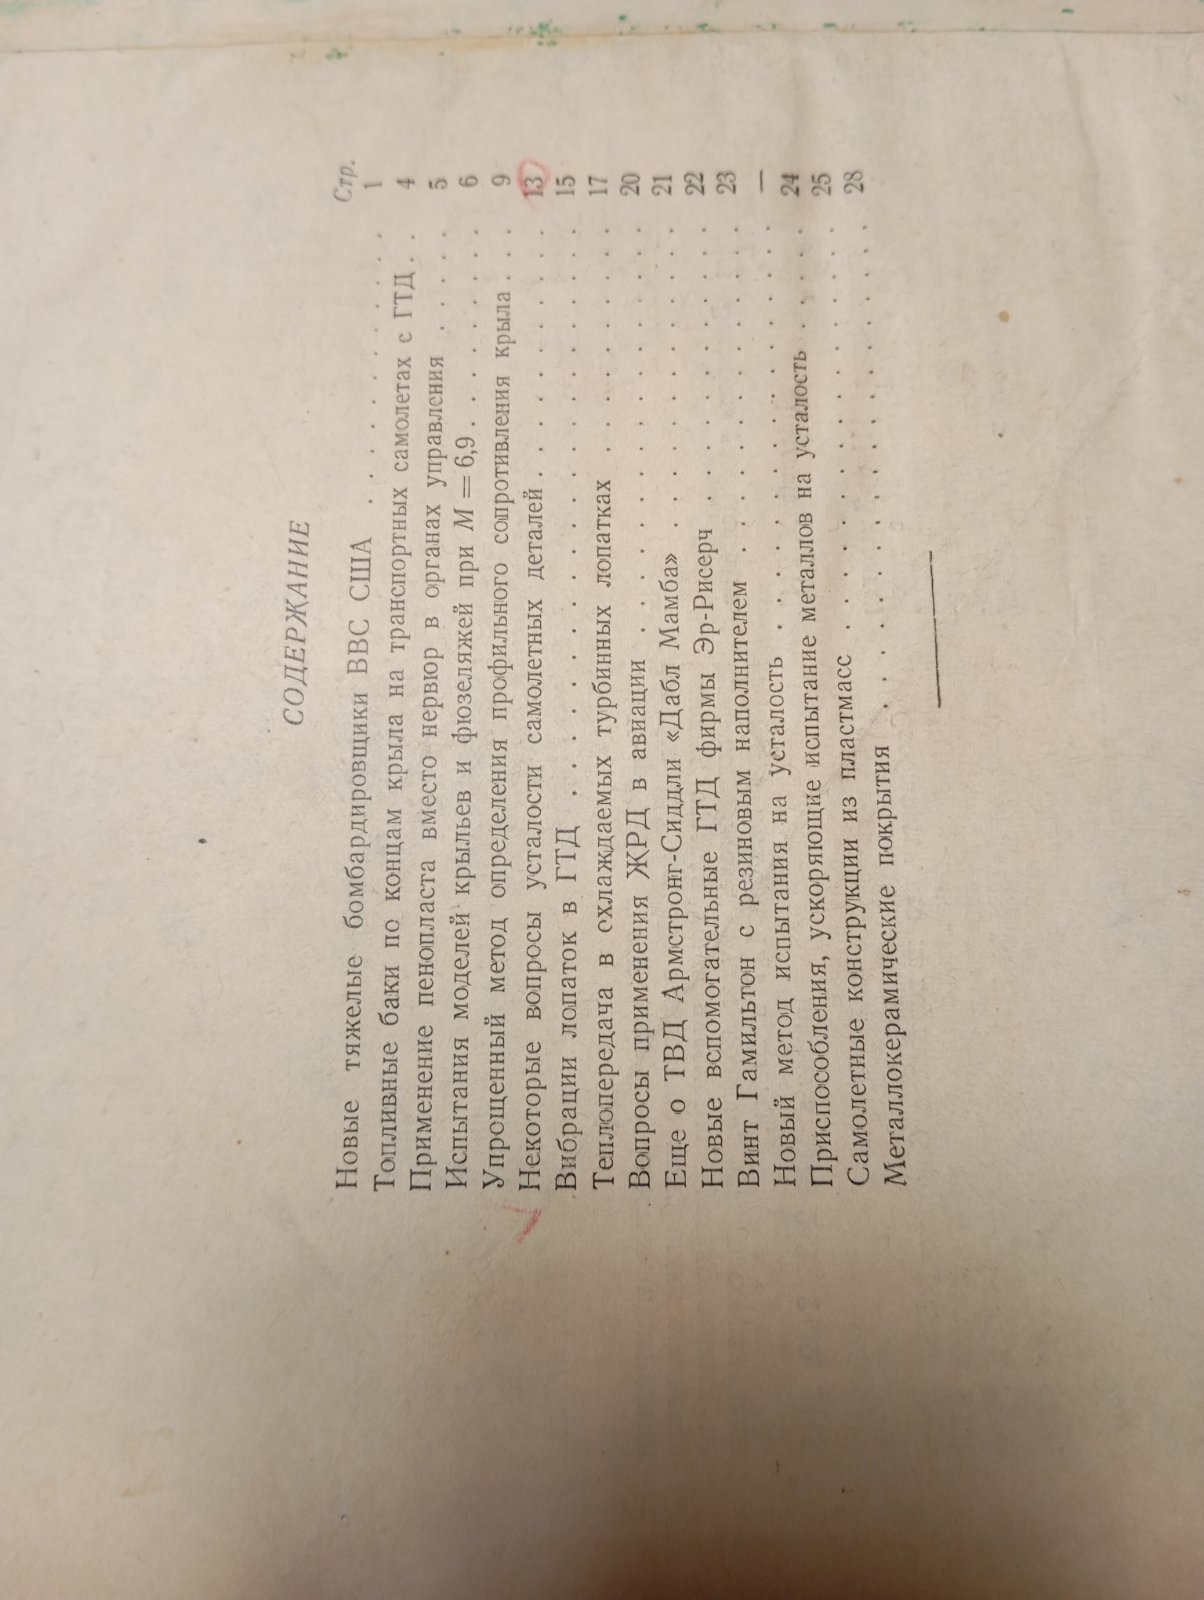 СОДЕРЖАНИЕ
Стр.
Новые тяжелые бомбардировщики ВВС США . . . . . . . . . 1
Топливные баки по концам крыла на транспортных самолетах с ГТД . . 4
Применение пенопласта вместо нервюр в органах управления . . . . . 5
Испытания моделей крыльев и фюзеляжей при M = 6,9 . . . . . . . . 6
Упрощенный метод определения профильного сопротивления крыла . . . 9
Некоторые вопросы усталости самолетных деталей . . . . . . . . . 13
Вибрации лопаток в ГТД . . . . . . . . . . . . . . . . . 15
Теплопередача в охлаждаемых турбинных лопатках . . . . . . . . 17
Вопросы применения ЖРД в авиации . . . . . . . . . . . . . 20
Еще о ТВД Армстронг-Сиддли «Дабл Мамба» . . . . . . . . . . 21
Новые вспомогательные ГТД фирмы Эр-Рисерч . . . . . . . . . . 22
Винт Гамильтон с резиновым наполнителем . . . . . . . . . . . 23
Новый метод испытания на усталость . . . . . . . . . . . . . —
Приспособления, ускоряющие испытание металлов на усталость . . . . 24
Самолетные конструкции из пластмасс . . . . . . . . . . . . 25
Металлокерамические покрытия . . . . . . . . . . . . . . . 28